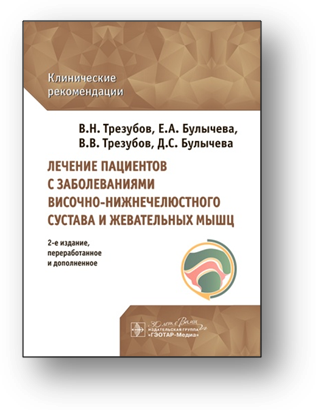 Клинические
рекомендации
В.Н. Трезубов, Е.А. Булычева,
В.В. Трезубов, Д.С. Булычева
ЛЕЧЕНИЕ ПАЦИЕНТОВ
С ЗАБОЛЕВАНИЯМИ
ВИСОЧНО-НИЖНЕЧЕЛЮСТНОГО
СУСТАВА И ЖЕВАТЕЛЬНЫХ МЫШЦ
2-е издание,
переработанное
и дополненное
ИЗДАТЕЛЬСКАЯ ГРУППА
«ГЭОТАР-Медиа»